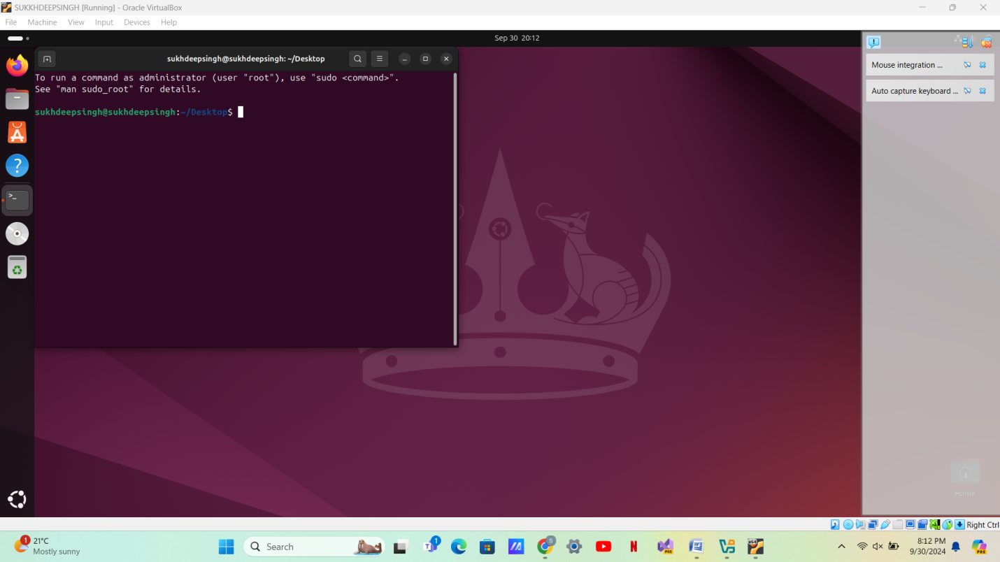 SUKKHDEEPSINGH [Running] - Oracle VirtualBox
File Machine View Input Devices Help
Sep 30 20:12
sukhdeepsingh@sukhdeepsingh: ~/Desktop
To run a command as administrator (user "root"), use "sudo <command>".
See "man sudo_root" for details.
sukhdeepsingh@sukhdeepsingh:~/Desktop$
Mouse integration ...
Auto capture keyboard ...
Home
Right Ctrl
1
21°C
Mostly sunny
Search
1
S
PRE
8:12 PM
9/30/2024
PRE